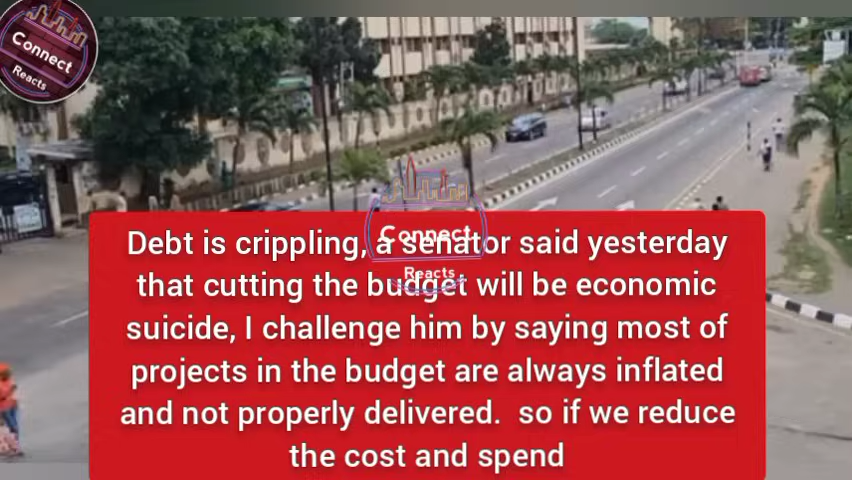 Connect
Reacts
Debt is crippling, a senator said yesterday
that cutting the budget will be economic
suicide, I challenge him by saying most of
projects in the budget are always inflated
and not properly delivered.  so if we reduce
the cost and spend
Connect
Reacts